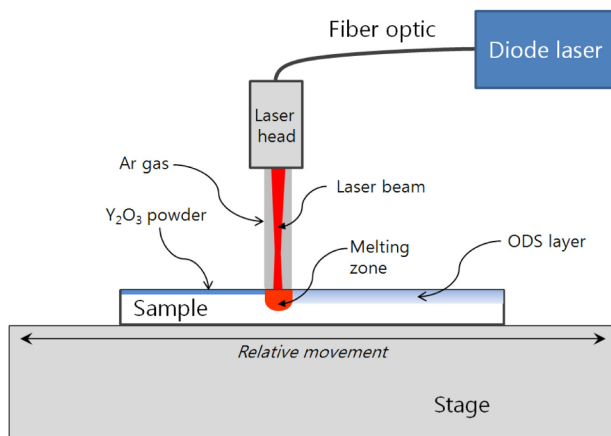 Fiber optic
Diode laser
Laser
head
Ar gas
Laser beam
Y₂O₃ powder
Melting
zone
ODS layer
Sample
Relative movement
Stage